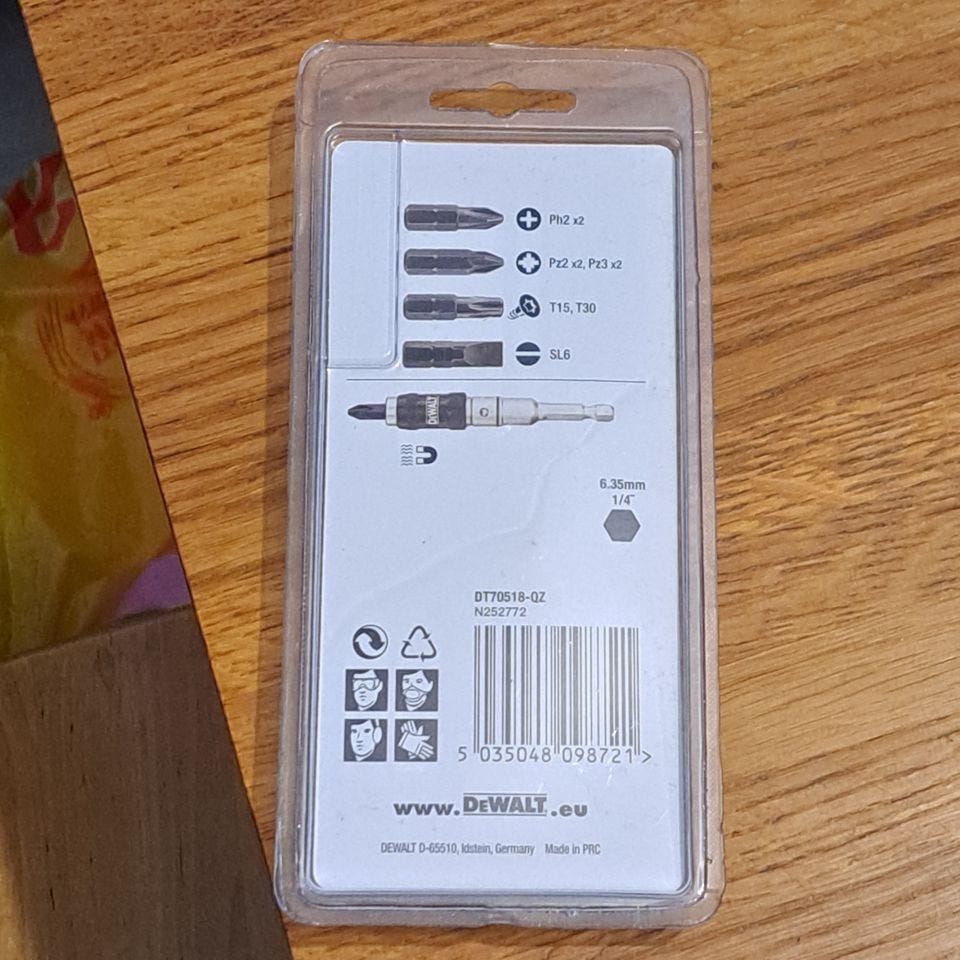 Ph2 x2
Pz2 x2, Pz3 x2
T15, T30
SL6
DEWALT
6.35mm
1/4"
DT70518-QZ
N252772
5 035048 098721 >
www.DEWALT.eu
DEWALT D-65510, Idstein, Germany Made in PRC